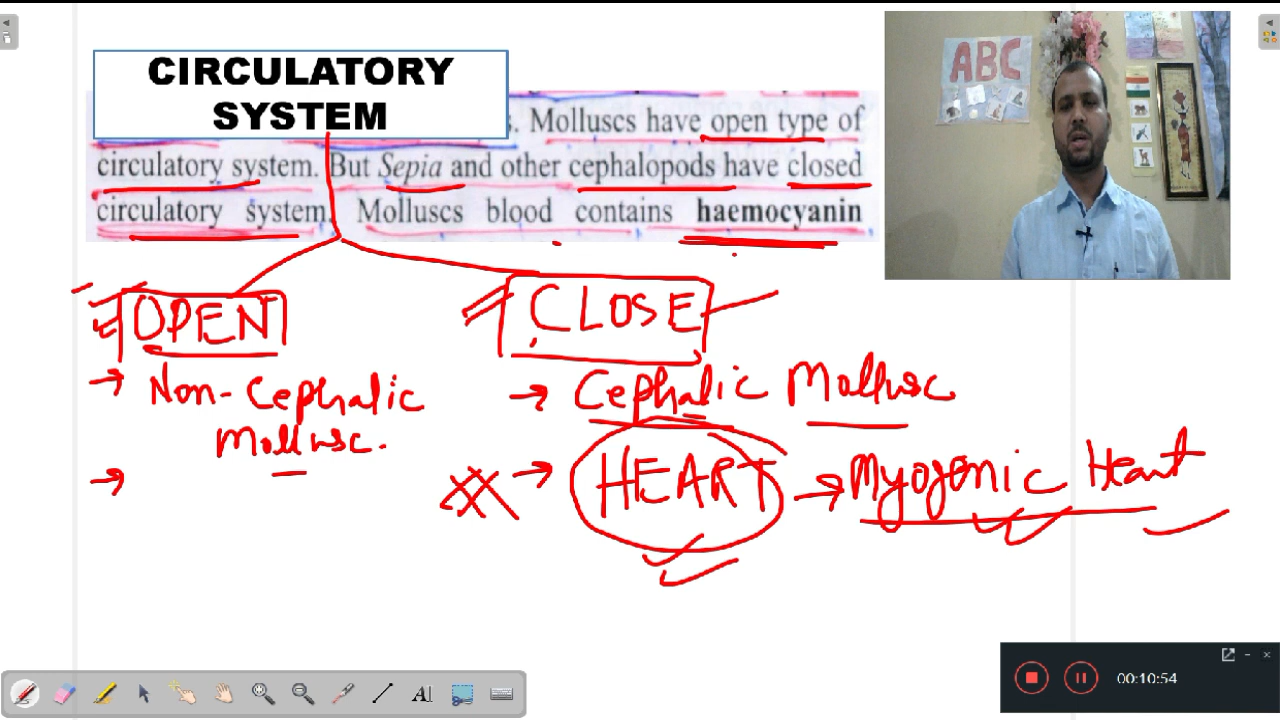 CIRCULATORY
SYSTEM
ABC
s. Molluscs have open type of
circulatory system. But Sepia and other cephalopods have closed
circulatory system. Molluscs blood contains haemocyanin
OPEN
CLOSE
→ Non-Cephalic
Mollusc.
→
→ Cephalic Mollusc
→ HEART → Myogenic Heart
AI
00:10:54